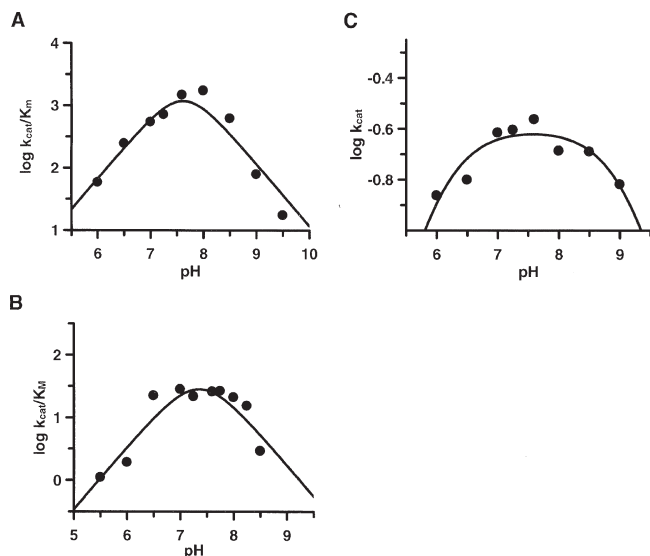 A
log kcat/Km
4
3
2
1
6 7 8 9 10
pH
C
log kcat
-0.4
-0.6
-0.8
6 7 8 9
pH
B
log kcat/KM
2
1
0
5 6 7 8 9
pH